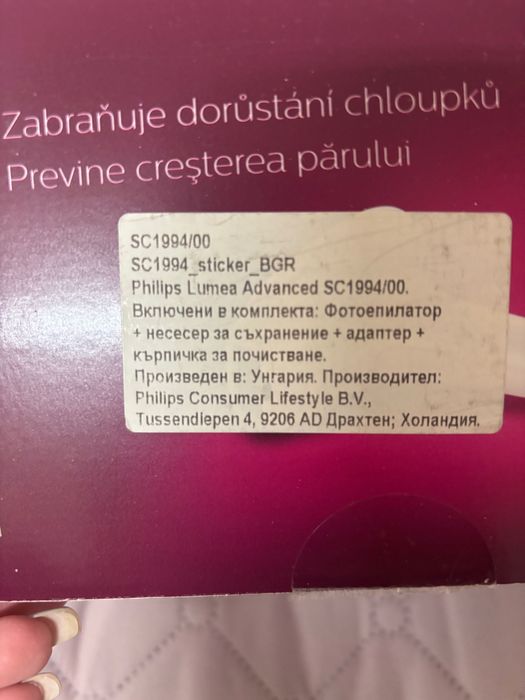 Zabraňuje dorůstání chloupků
Previne creşterea părului
SC1994/00
SC1994_sticker_BGR
Philips Lumea Advanced SC1994/00.
Включени в комплекта: Фотоепилатор
+ несесер за съхранение + адаптер +
кърпичка за почистване.
Произведен в: Унгария. Производител:
Philips Consumer Lifestyle B.V.,
Tussendiepen 4, 9206 AD Драхтен; Холандия.